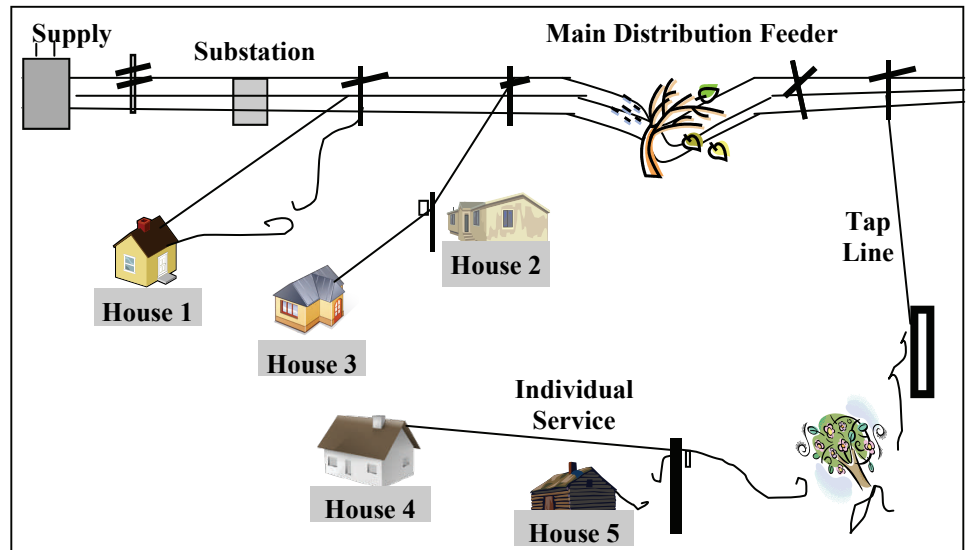 Supply
Substation
Main Distribution Feeder
Tap
Line
House 1
House 2
House 3
Individual
Service
House 4
House 5